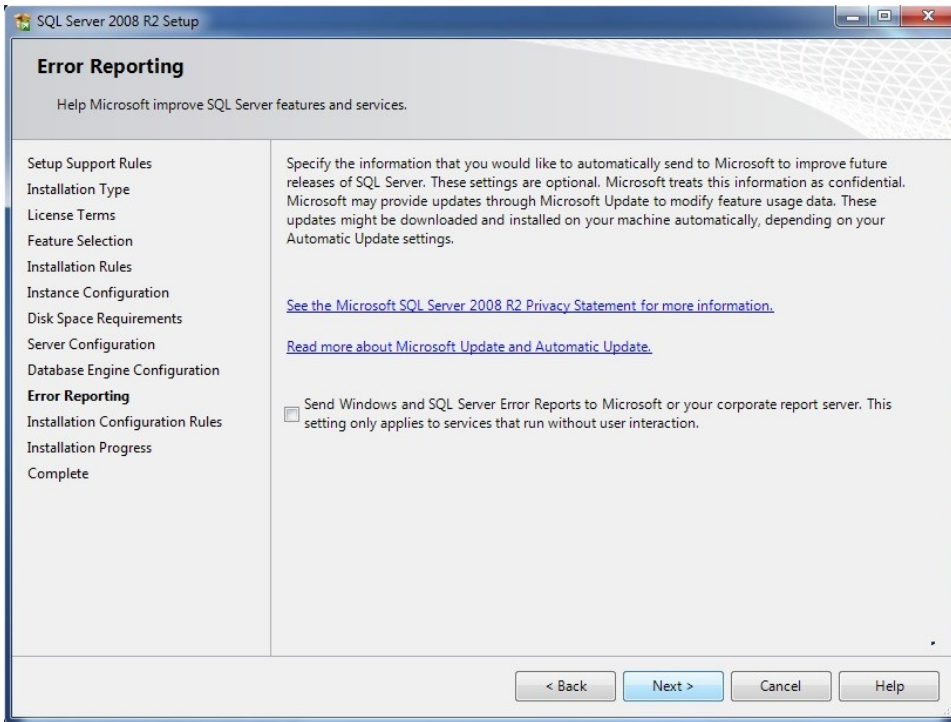 SQL Server 2008 R2 Setup
Error Reporting
Help Microsoft improve SQL Server features and services.
Setup Support Rules
Installation Type
License Terms
Feature Selection
Installation Rules
Instance Configuration
Disk Space Requirements
Server Configuration
Database Engine Configuration
Error Reporting
Installation Configuration Rules
Installation Progress
Complete
Specify the information that you would like to automatically send to Microsoft to improve future
releases of SQL Server. These settings are optional. Microsoft treats this information as confidential.
Microsoft may provide updates through Microsoft Update to modify feature usage data. These
updates might be downloaded and installed on your machine automatically, depending on your
Automatic Update settings.
See the Microsoft SQL Server 2008 R2 Privacy Statement for more information.
Read more about Microsoft Update and Automatic Update.
Send Windows and SQL Server Error Reports to Microsoft or your corporate report server. This
setting only applies to services that run without user interaction.
< Back
Next >
Cancel
Help